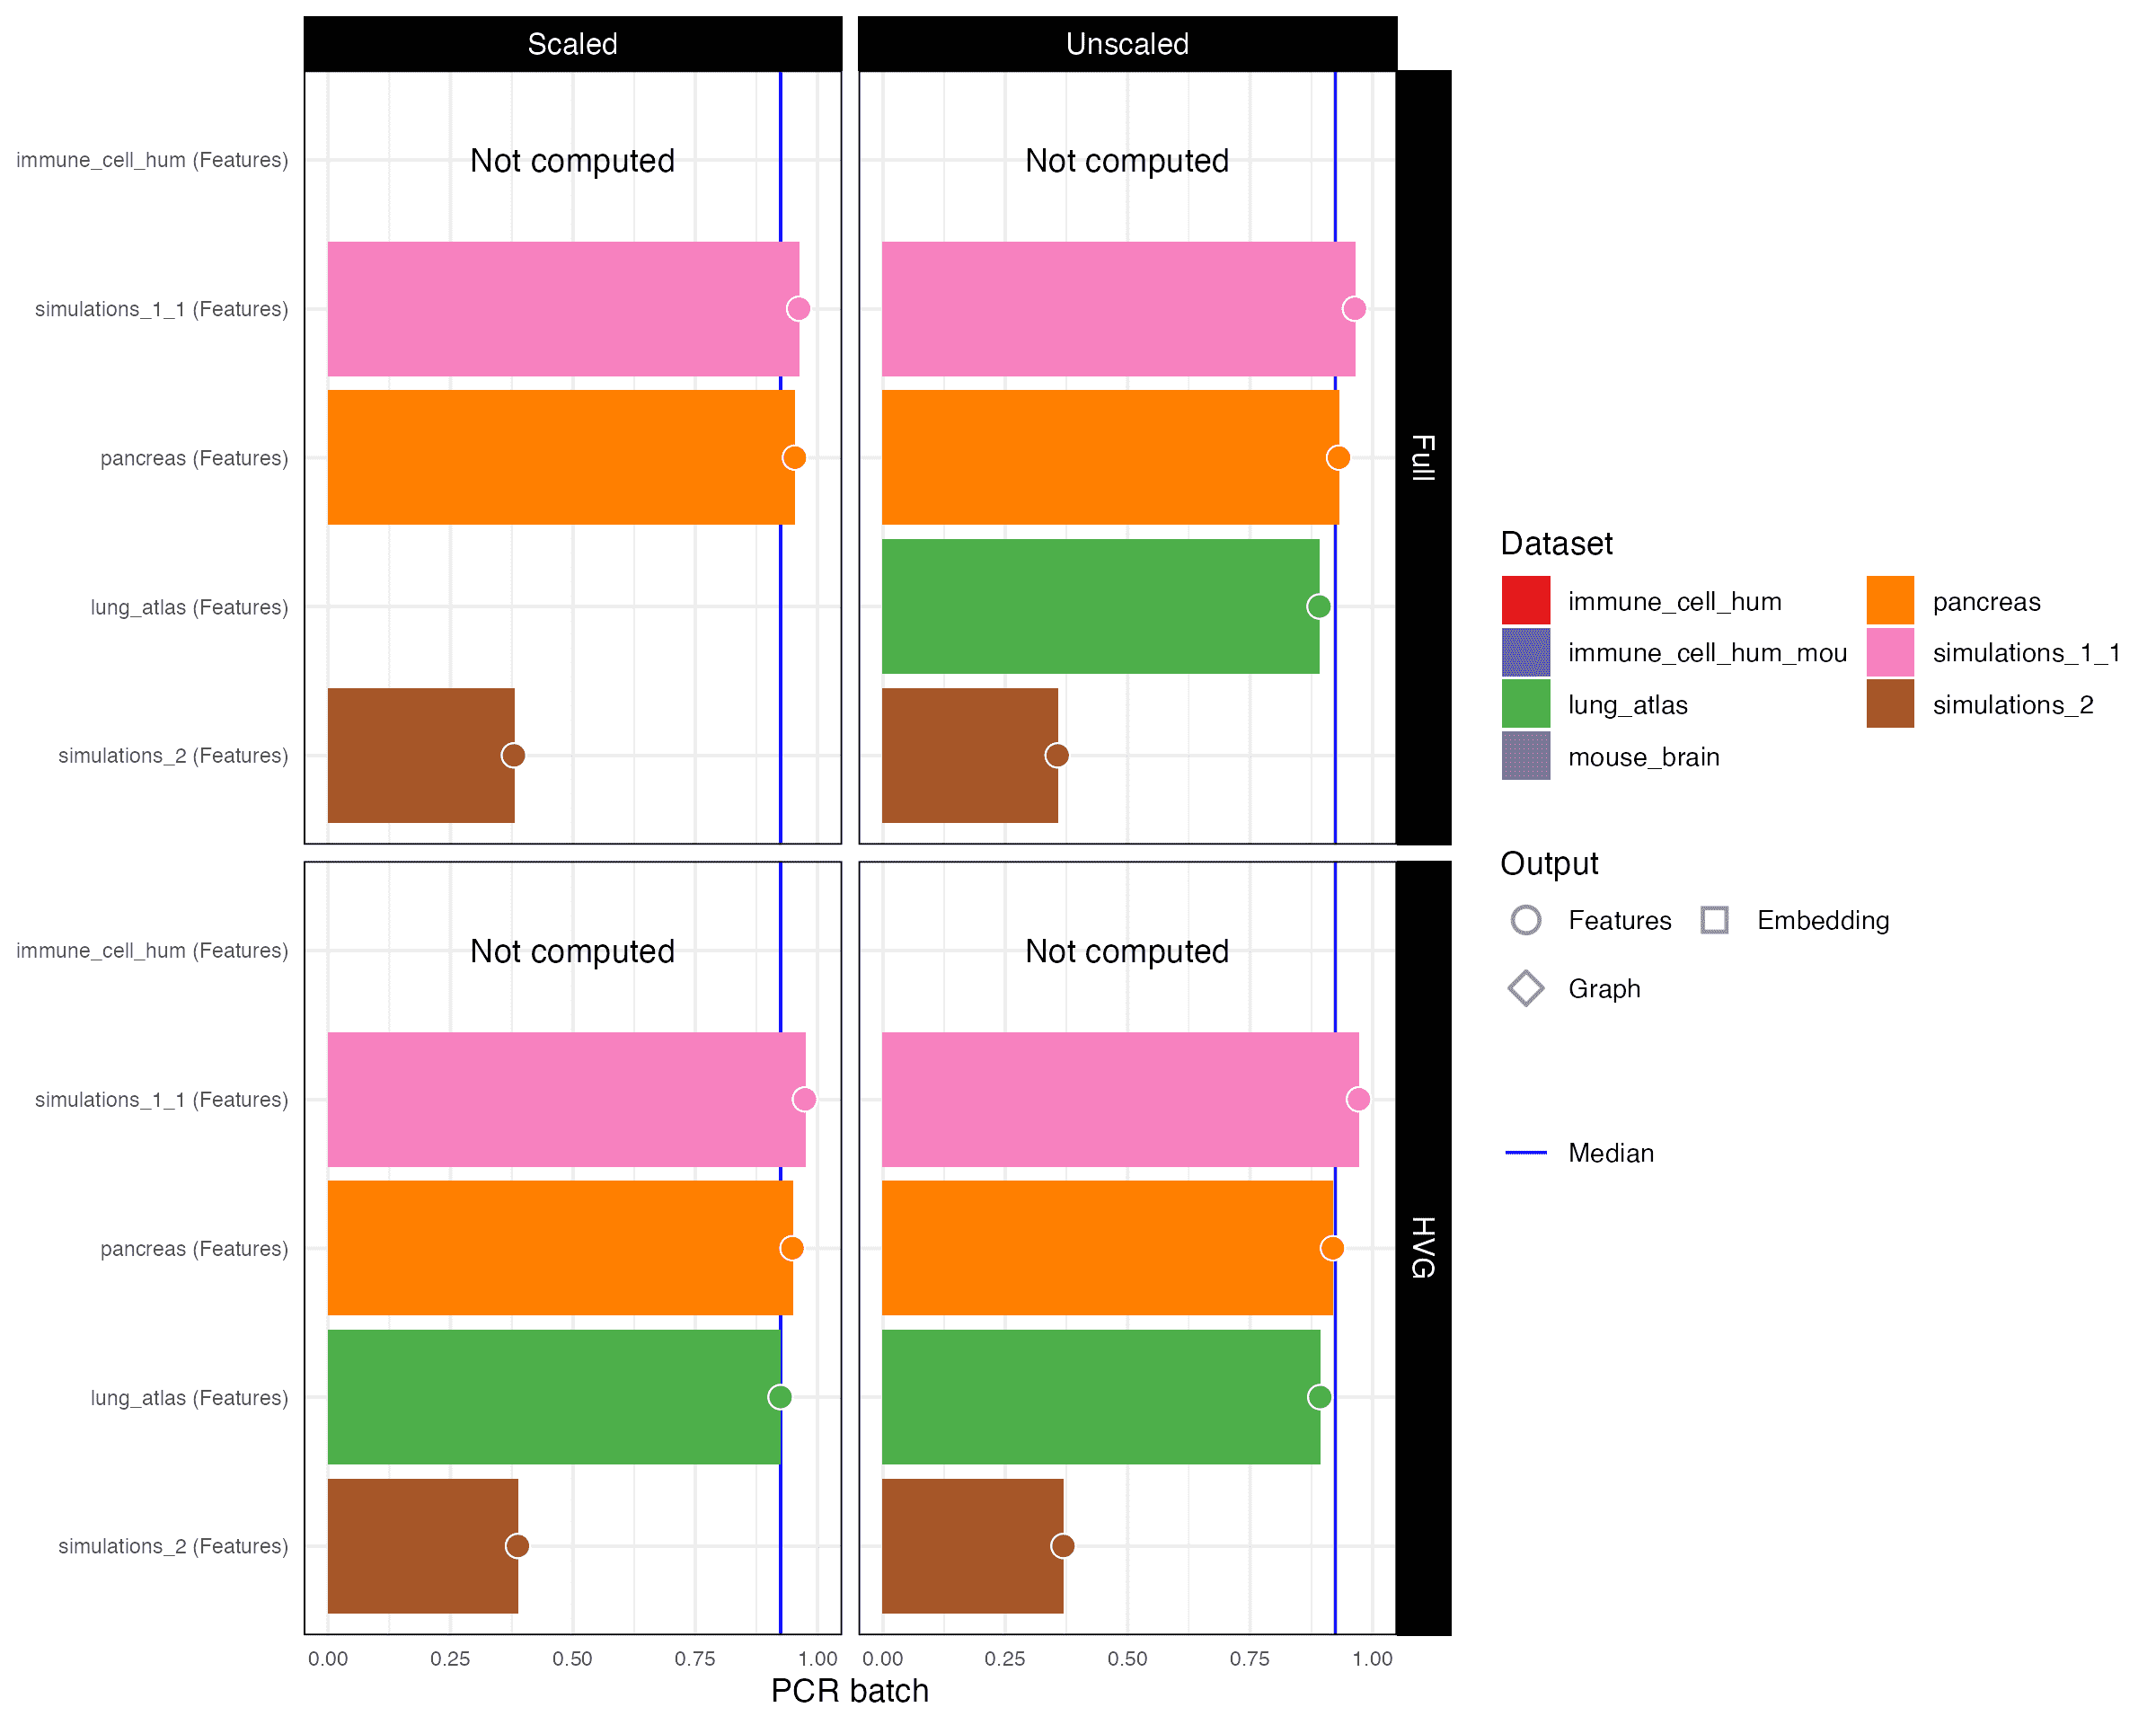 Scaled
Unscaled
immune_cell_hum (Features)
Not computed
Not computed
simulations_1_1 (Features)
pancreas (Features)
lung_atlas (Features)
simulations_2 (Features)
Full
immune_cell_hum (Features)
Not computed
Not computed
simulations_1_1 (Features)
pancreas (Features)
lung_atlas (Features)
simulations_2 (Features)
HVG
0.00 0.25 0.50 0.75 1.00
0.00 0.25 0.50 0.75 1.00
PCR batch
Dataset
immune_cell_hum
immune_cell_hum_mou
lung_atlas
mouse_brain
pancreas
simulations_1_1
simulations_2
Output
Features
Embedding
Graph
Median